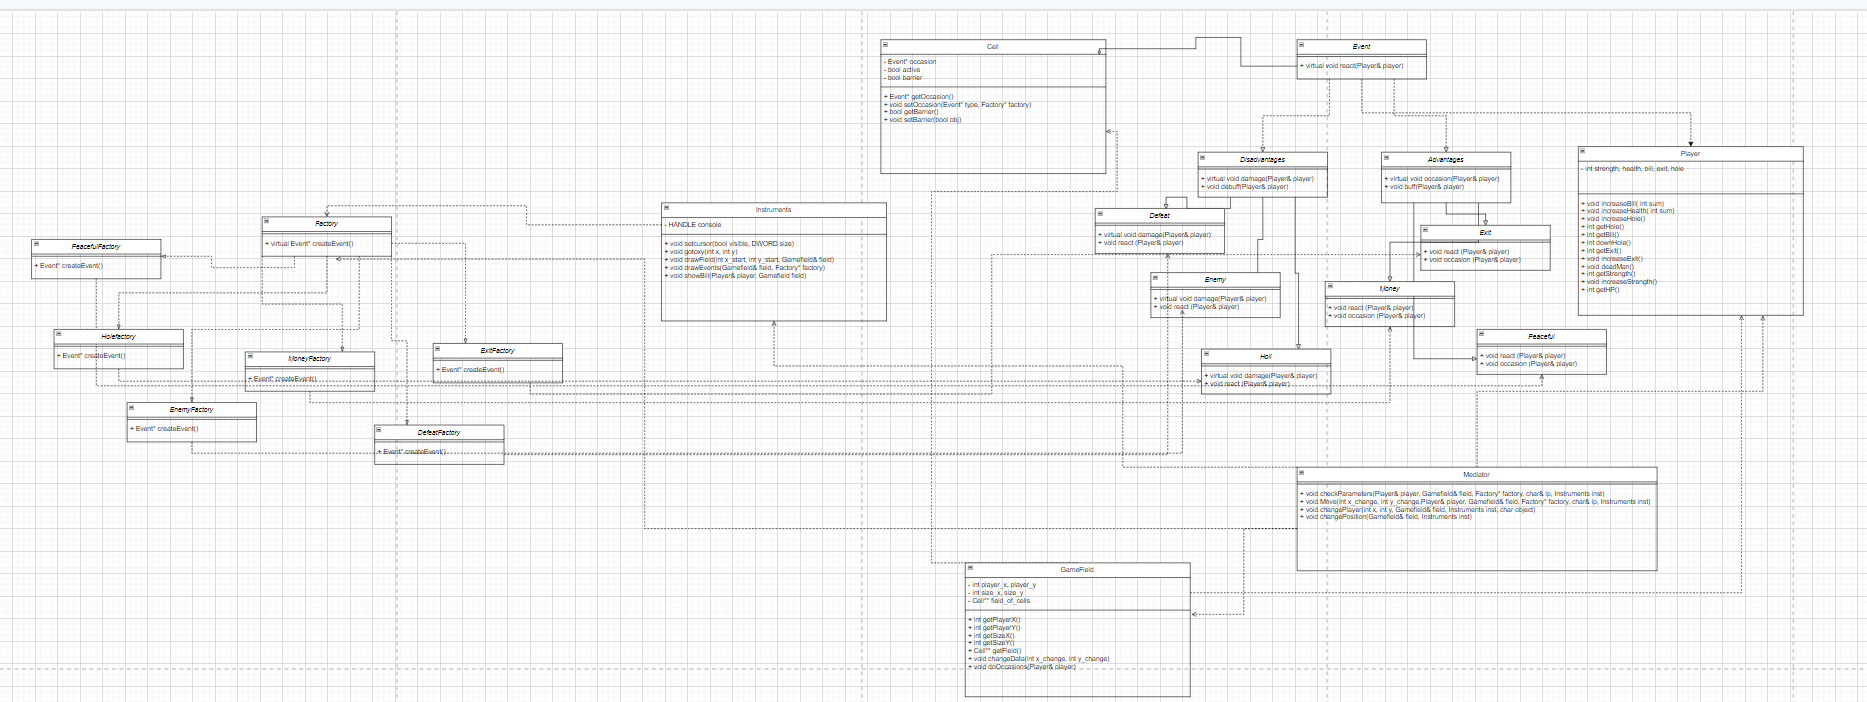 Cell
- Event* occasion
- bool active
- bool barrier
+ Event* getOccasion()
+ void setOccasion(Event* type, Factory* factory)
+ bool getBarrier()
+ void setBarrier(bool obj)
Event
+ virtual void react(Player& player)
Disadvantages
+ virtual void damage(Player& player)
+ void debuff(Player& player)
Advantages
+ virtual void occasion(Player& player)
+ void buff(Player& player)
Player
- int strength, health, bill, exit, hole
+ void increaseBill( int sum)
+ void increaseHealth( int sum)
+ void increaseHole()
+ int getHole()
+ int getBill()
+ int downHole()
+ int getExit()
+ void increaseExit()
+ void deadMan()
+ int getStrength()
+ void increaseStrength()
+ int getHP()
Instruments
- HANDLE console
+ void setcursor(bool visible, DWORD size)
+ void gotoxy(int x, int y)
+ void drawField(int x_start, int y_start, Gamefield& field)
+ void drawEvents(Gamefield& field, Factory* factory)
+ void showBill(Player& player, Gamefield field)
Factory
+ virtual Event* createEvent()
PeacefulFactory
+ Event* createEvent()
Defeat
+ virtual void damage(Player& player)
+ void react (Player& player)
Exit
+ void react (Player& player)
+ void occasion (Player& player)
Enemy
+ virtual void damage(Player& player)
+ void react (Player& player)
Money
+ void react (Player& player)
+ void occasion (Player& player)
Holefactory
+ Event* createEvent()
MoneyFactory
+ Event* createEvent()
ExitFactory
+ Event* createEvent()
Holl
+ virtual void damage(Player& player)
+ void react (Player& player)
Peaceful
+ void react (Player& player)
+ void occasion (Player& player)
EnemyFactory
+ Event* createEvent()
DefeatFactory
+ Event* createEvent()
Mediator
+ void checkParameters(Player& player, Gamefield& field, Factory* factory, char& ip, Instruments inst)
+ void Move(int x_change, int y_change,Player& player, Gamefield& field, Factory* factory, char& ip, Instruments inst)
+ void changePlayer(int x, int y, Gamefield& field, Instruments inst, char object)
+ void changePosition(Gamefield& field, Instruments inst)
GameField
- int player_x, player_y
- int size_x, size_y
- Cell** field_of_cells
+ int getPlayerX()
+ int getPlayerY()
+ int getSizeX()
+ int getSizeY()
+ Cell** getField()
+ void changeData(int x_change, int y_change)
+ void doOccasions(Player& player)